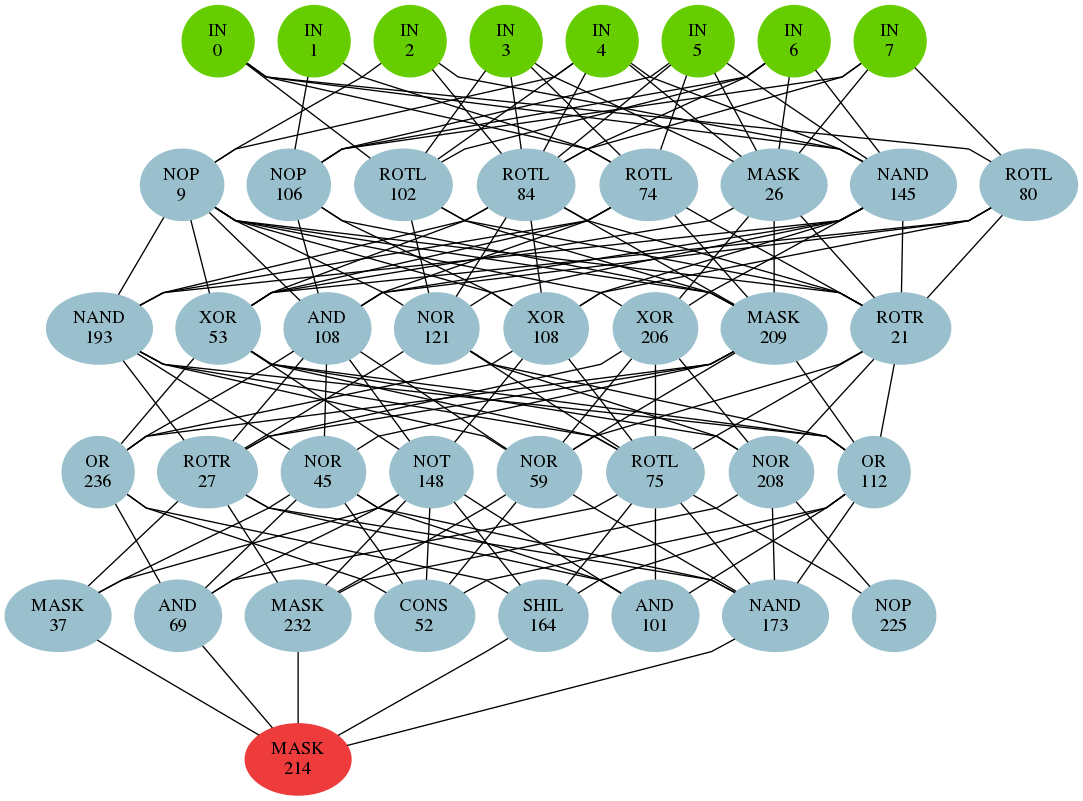 IN
0
IN
1
IN
2
IN
3
IN
4
IN
5
IN
6
IN
7
NOP
9
NOP
106
ROTL
102
ROTL
84
ROTL
74
MASK
26
NAND
145
ROTL
80
NAND
193
XOR
53
AND
108
NOR
121
XOR
108
XOR
206
MASK
209
ROTR
21
OR
236
ROTR
27
NOR
45
NOT
148
NOR
59
ROTL
75
NOR
208
OR
112
MASK
37
AND
69
MASK
232
CONS
52
SHIL
164
AND
101
NAND
173
NOP
225
MASK
214